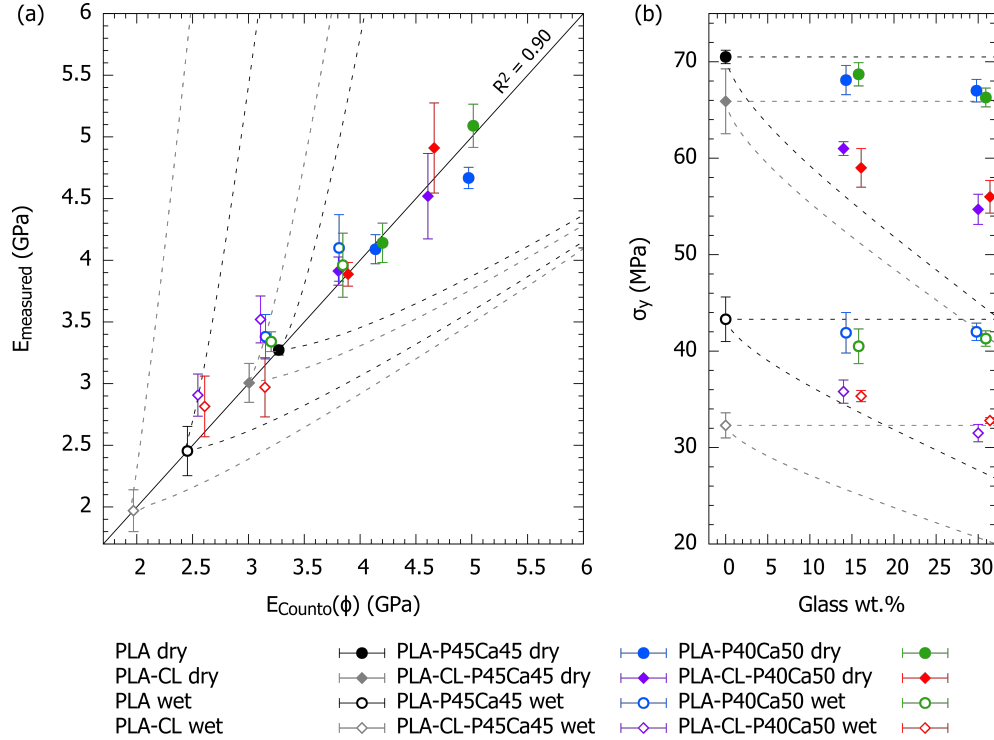 (a)
6
5.5
5
4.5
4
3.5
3
2.5
2
E_measured (GPa)
R² = 0.90
2 2.5 3 3.5 4 4.5 5 5.5 6
E_Counto(ϕ) (GPa)
(b)
70
60
50
40
30
20
σ_y (MPa)
0 5 10 15 20 25 30
Glass wt.%
PLA dry PLA-P45Ca45 dry PLA-P40Ca50 dry
PLA-CL dry PLA-CL-P45Ca45 dry PLA-CL-P40Ca50 dry
PLA wet PLA-P45Ca45 wet PLA-P40Ca50 wet
PLA-CL wet PLA-CL-P45Ca45 wet PLA-CL-P40Ca50 wet